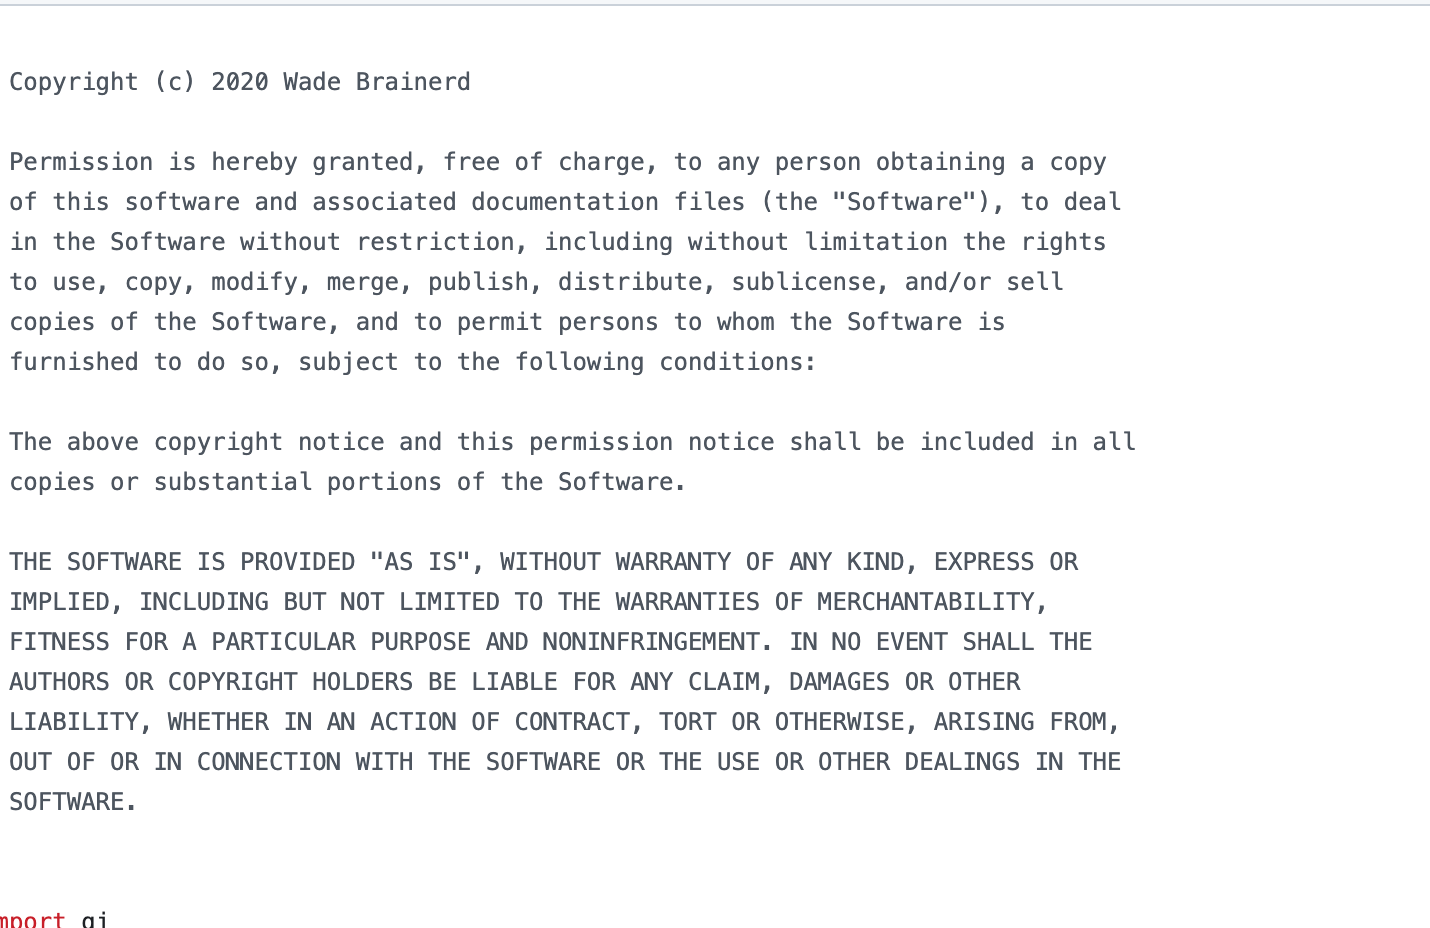 Copyright (c) 2020 Wade Brainerd
Permission is hereby granted, free of charge, to any person obtaining a copy
of this software and associated documentation files (the "Software"), to deal
in the Software without restriction, including without limitation the rights
to use, copy, modify, merge, publish, distribute, sublicense, and/or sell
copies of the Software, and to permit persons to whom the Software is
furnished to do so, subject to the following conditions:
The above copyright notice and this permission notice shall be included in all
copies or substantial portions of the Software.
THE SOFTWARE IS PROVIDED "AS IS", WITHOUT WARRANTY OF ANY KIND, EXPRESS OR
IMPLIED, INCLUDING BUT NOT LIMITED TO THE WARRANTIES OF MERCHANTABILITY,
FITNESS FOR A PARTICULAR PURPOSE AND NONINFRINGEMENT. IN NO EVENT SHALL THE
AUTHORS OR COPYRIGHT HOLDERS BE LIABLE FOR ANY CLAIM, DAMAGES OR OTHER
LIABILITY, WHETHER IN AN ACTION OF CONTRACT, TORT OR OTHERWISE, ARISING FROM,
OUT OF OR IN CONNECTION WITH THE SOFTWARE OR THE USE OR OTHER DEALINGS IN THE
SOFTWARE.
mport gi